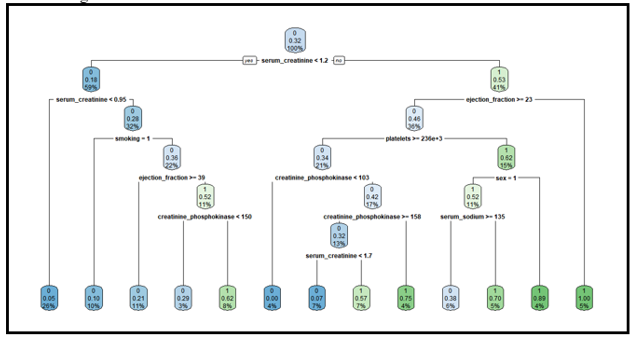 0
0.32
100%
yes serum_creatinine < 1.2 no
0
0.18
59%
1
0.53
41%
serum_creatinine < 0.95
ejection_fraction >= 23
0
0.28
32%
0
0.46
36%
smoking = 1
platelets >= 236e+3
0
0.36
22%
0
0.34
21%
1
0.62
15%
ejection_fraction >= 39
creatinine_phosphokinase < 103
sex = 1
1
0.52
11%
0
0.42
17%
1
0.52
11%
creatinine_phosphokinase < 150
creatinine_phosphokinase >= 158
serum_sodium >= 135
0
0.32
13%
serum_creatinine < 1.7
0 0 0 0 1 0 0 1 1 0 1 1 1
0.05 0.10 0.21 0.29 0.62 0.00 0.07 0.57 0.75 0.38 0.70 0.89 1.00
26% 10% 11% 3% 8% 4% 7% 7% 4% 6% 5% 4% 5%